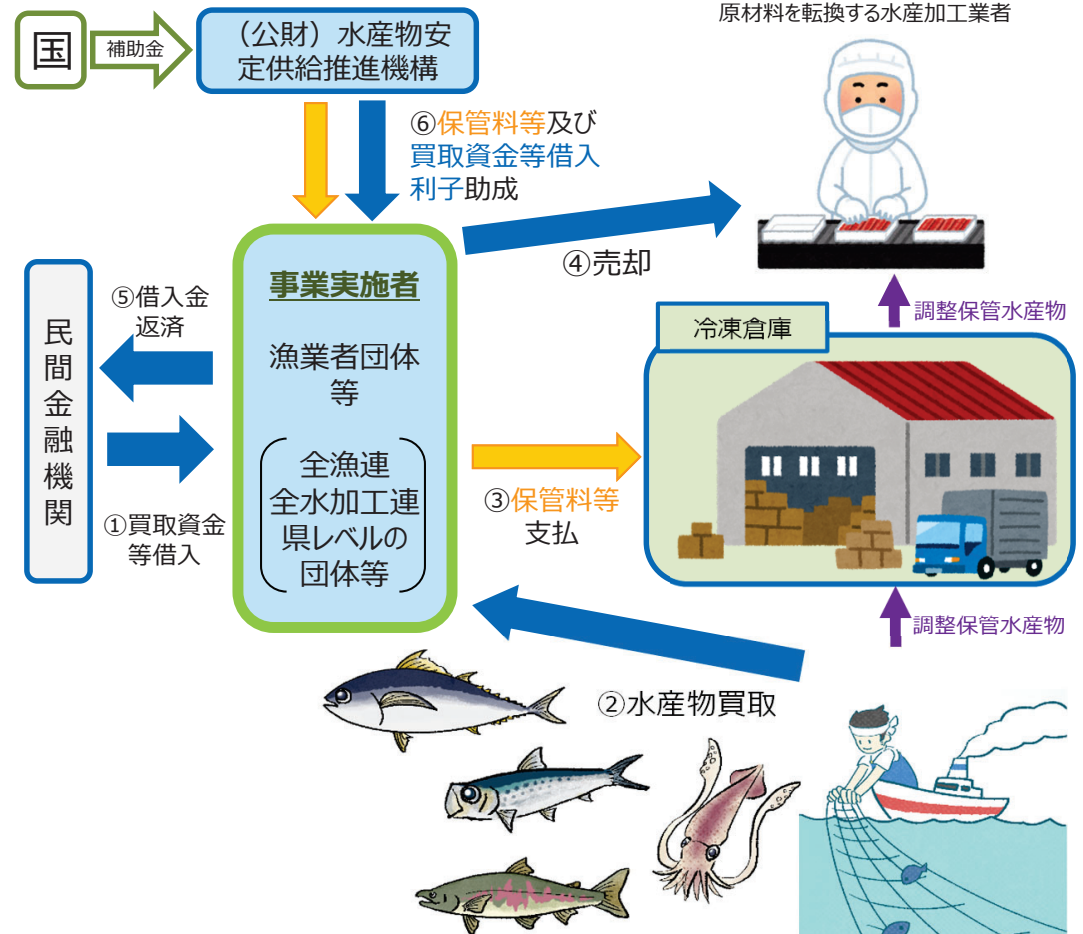 国
補助金
（公財）水産物安
定供給推進機構
原材料を転換する水産加工業者
⑥保管料等及び
買取資金等借入
利子助成
④売却
事業実施者
漁業者団体
等
全漁連
全水加工連
県レベルの
団体等
⑤借入金
返済
民間金融機関
①買取資金
等借入
③保管料等
支払
冷凍倉庫
調整保管水産物
調整保管水産物
②水産物買取